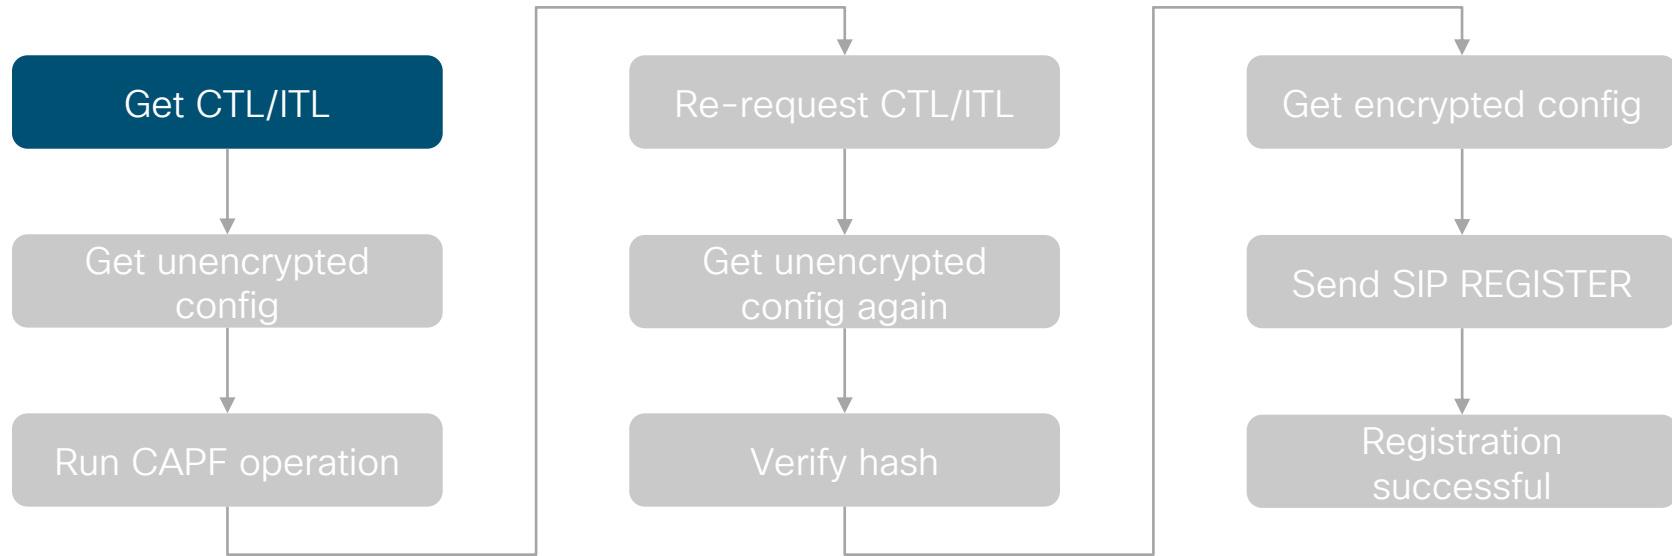 Get CTL/ITL
Get unencrypted
config
Run CAPF operation
Re-request CTL/ITL
Get unencrypted
config again
Verify hash
Get encrypted config
Send SIP REGISTER
Registration
successful